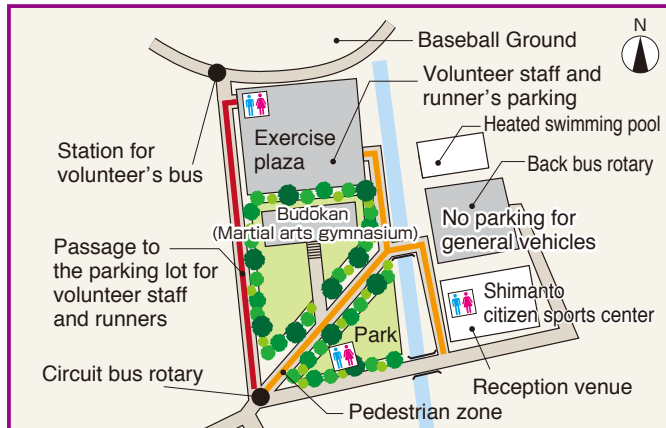 Baseball Ground
N
Volunteer staff and
runner's parking
Heated swimming pool
Exercise
plaza
Station for
volunteer's bus
Back bus rotary
Budokan
(Martial arts gymnasium)
No parking for
general vehicles
Passage to
the parking lot for
volunteer staff
and runners
Shimanto
citizen sports center
Park
Circuit bus rotary
Reception venue
Pedestrian zone